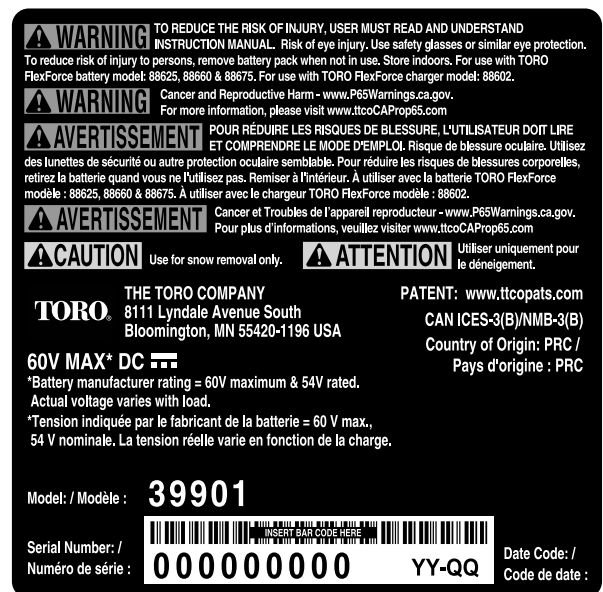 WARNING TO REDUCE THE RISK OF INJURY, USER MUST READ AND UNDERSTAND
INSTRUCTION MANUAL. Risk of eye injury. Use safety glasses or similar eye protection.
To reduce risk of injury to persons, remove battery pack when not in use. Store indoors. For use with TORO
FlexForce battery model: 88625, 88660 & 88675. For use with TORO FlexForce charger model: 88602.
WARNING Cancer and Reproductive Harm - www.P65Warnings.ca.gov.
For more information, please visit www.ttcoCAProp65.com
AVERTISSEMENT POUR RÉDUIRE LES RISQUES DE BLESSURE, L'UTILISATEUR DOIT LIRE
ET COMPRENDRE LE MODE D'EMPLOI. Risque de blessure oculaire. Utilisez
des lunettes de sécurité ou autre protection oculaire semblable. Pour réduire les risques de blessures corporelles,
retirez la batterie quand vous ne l'utilisez pas. Remiser à l'intérieur. À utiliser avec la batterie TORO FlexForce
modèle : 88625, 88660 & 88675. À utiliser avec le chargeur TORO FlexForce modèle : 88602.
AVERTISSEMENT Cancer et Troubles de l'appareil reproducteur - www.P65Warnings.ca.gov.
Pour plus d'informations, veuillez visiter www.ttcoCAProp65.com
CAUTION Use for snow removal only.
ATTENTION Utiliser uniquement pour
le déneigement.
TORO®
THE TORO COMPANY
8111 Lyndale Avenue South
Bloomington, MN 55420-1196 USA
PATENT: www.ttcopats.com
CAN ICES-3(B)/NMB-3(B)
Country of Origin: PRC /
Pays d'origine : PRC
60V MAX* DC
*Battery manufacturer rating = 60V maximum & 54V rated.
Actual voltage varies with load.
*Tension indiquée par le fabricant de la batterie = 60 V max.,
54 V nominale. La tension réelle varie en fonction de la charge.
Model: / Modèle : 39901
INSERT BAR CODE HERE
Serial Number: /
Numéro de série : 000000000 YY-QQ
Date Code: /
Code de date :